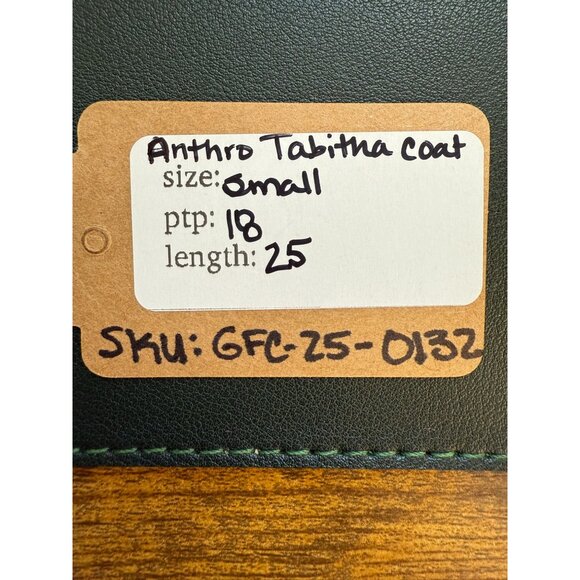 Anthro Tabitha coat
size: small
ptp: 18
length: 25
SKU: GFC-25-0132